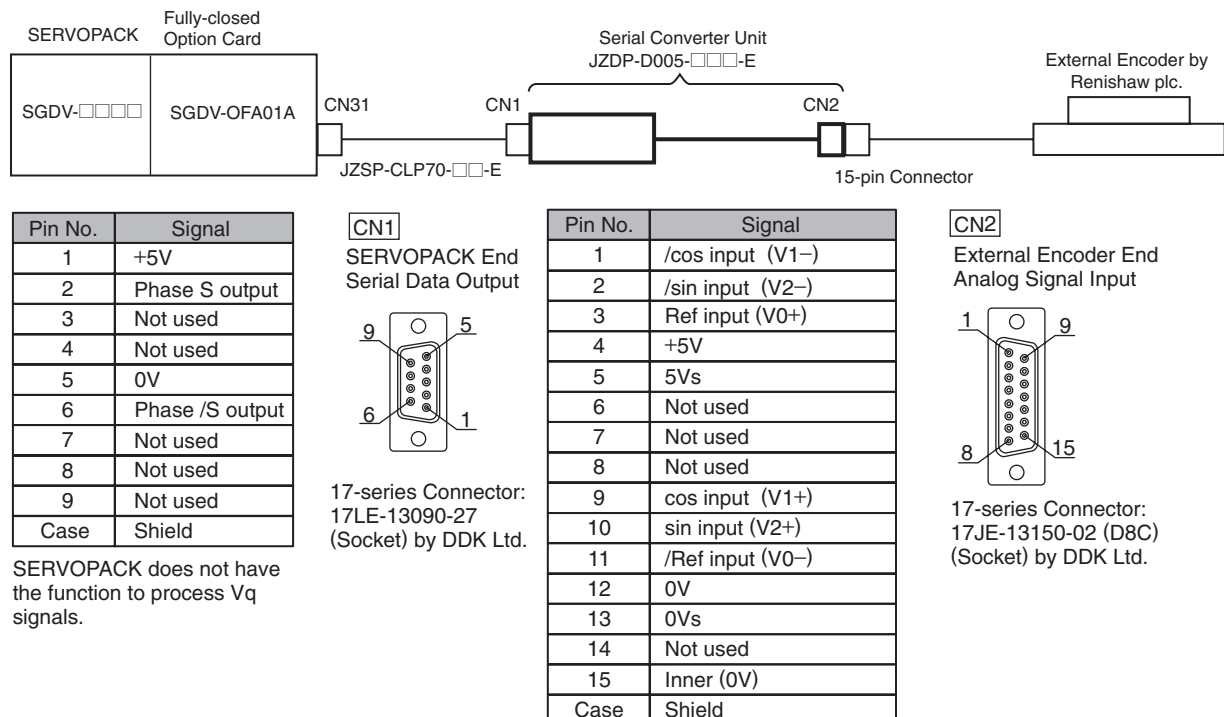 SERVOPACK
Fully-closed
Option Card
Serial Converter Unit
JZDP-D005-□□□-E
External Encoder by
Renishaw plc.
SGDV-□□□□
SGDV-OFA01A
CN31
CN1
CN2
JZSP-CLP70-□□-E
15-pin Connector
Pin No. Signal
1 +5V
2 Phase S output
3 Not used
4 Not used
5 0V
6 Phase /S output
7 Not used
8 Not used
9 Not used
Case Shield
SERVOPACK does not have
the function to process Vq
signals.
CN1
SERVOPACK End
Serial Data Output
9 5
6 1
17-series Connector:
17LE-13090-27
(Socket) by DDK Ltd.
Pin No. Signal
1 /cos input (V1−)
2 /sin input (V2−)
3 Ref input (V0+)
4 +5V
5 5Vs
6 Not used
7 Not used
8 Not used
9 cos input (V1+)
10 sin input (V2+)
11 /Ref input (V0−)
12 0V
13 0Vs
14 Not used
15 Inner (0V)
Case Shield
CN2
External Encoder End
Analog Signal Input
1 9
8 15
17-series Connector:
17JE-13150-02 (D8C)
(Socket) by DDK Ltd.